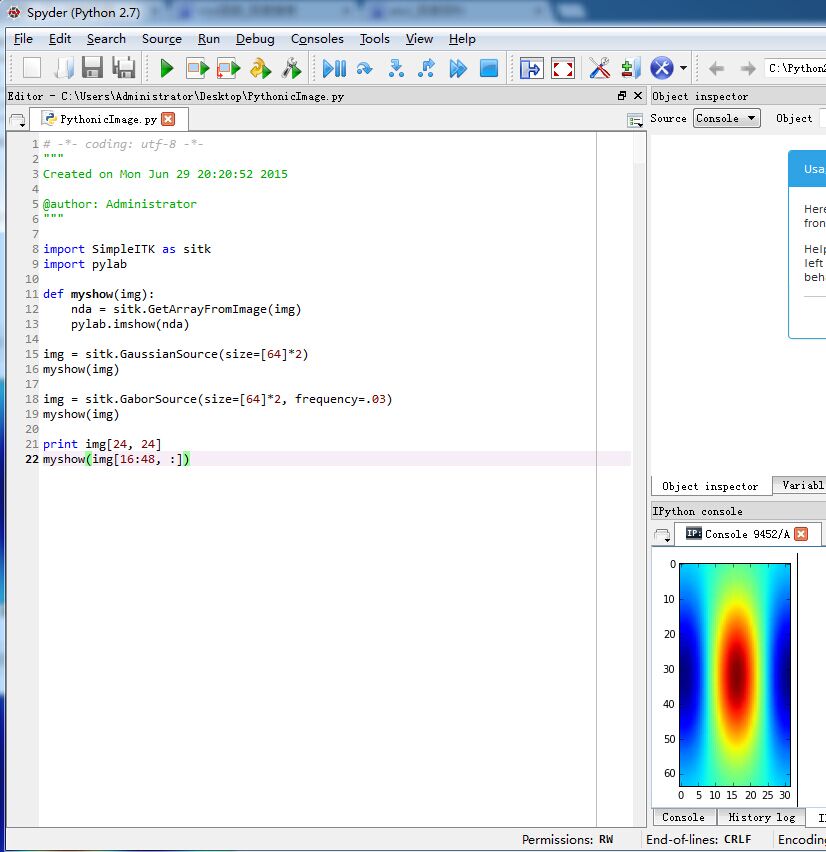 Spyder (Python 2.7)
File Edit Search Source Run Debug Consoles Tools View Help
C:\Python2
Editor - C:\Users\Administrator\Desktop\PythonicImage.py
Object inspector
PythonicImage.py
Source Console Object
1 # -*- coding: utf-8 -*-
2 """
3 Created on Mon Jun 29 20:20:52 2015
4
5 @author: Administrator
6 """
7
8 import SimpleITK as sitk
9 import pylab
10
11 def myshow(img):
12     nda = sitk.GetArrayFromImage(img)
13     pylab.imshow(nda)
14
15 img = sitk.GaussianSource(size=[64]*2)
16 myshow(img)
17
18 img = sitk.GaborSource(size=[64]*2, frequency=.03)
19 myshow(img)
20
21 print img[24, 24]
22 myshow(img[16:48, :])
Usa
Here
fron
Help
left
beh
Object inspector Variabl
IPython console
IP: Console 9452/A
0
10
20
30
40
50
60
0 5 10 15 20 25 30
Console History log I
Permissions: RW End-of-lines: CRLF Encoding